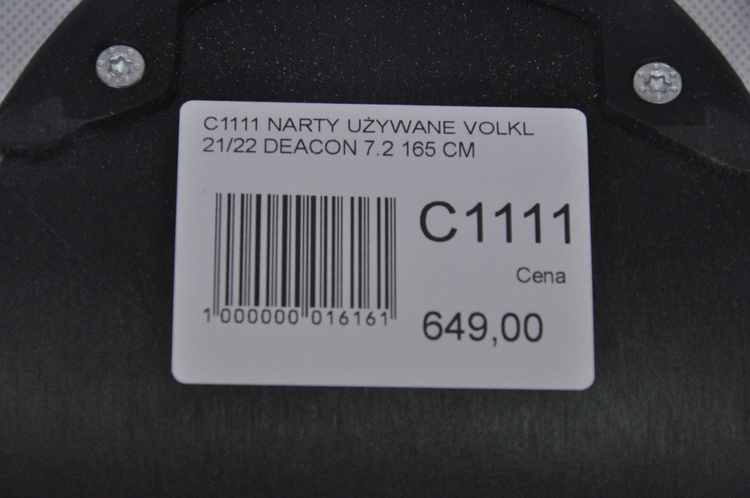 C1111 NARTY UŻYWANE VOLKL
21/22 DEACON 7.2 165 CM
C1111
Cena
649,00
1 000000 016161